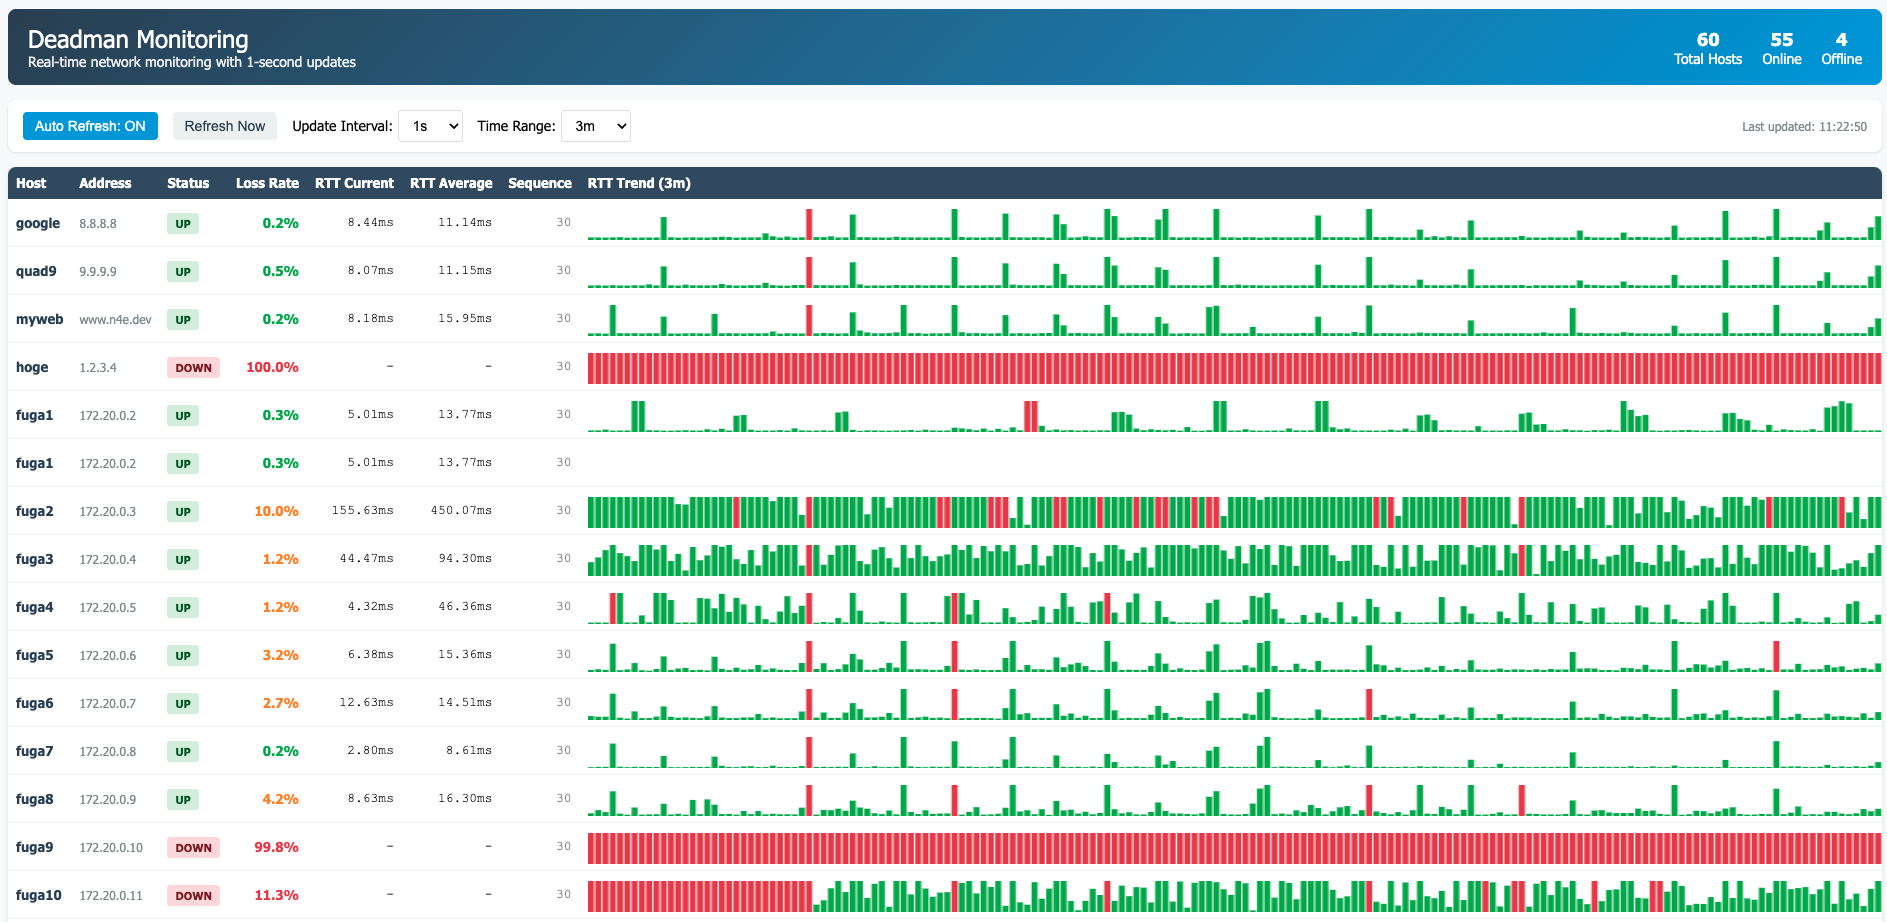 Deadman Monitoring
Real-time network monitoring with 1-second updates
60 55 4
Total Hosts Online Offline
Auto Refresh: ON Refresh Now Update Interval: 1s Time Range: 3m Last updated: 11:22:50
Host Address Status Loss Rate RTT Current RTT Average Sequence RTT Trend (3m)
google 8.8.8.8 UP 0.2% 8.44ms 11.14ms 30
quad9 9.9.9.9 UP 0.5% 8.07ms 11.15ms 30
myweb www.n4e.dev UP 0.2% 8.18ms 15.95ms 30
hoge 1.2.3.4 DOWN 100.0% - - 30
fuga1 172.20.0.2 UP 0.3% 5.01ms 13.77ms 30
fuga1 172.20.0.2 UP 0.3% 5.01ms 13.77ms 30
fuga2 172.20.0.3 UP 10.0% 155.63ms 450.07ms 30
fuga3 172.20.0.4 UP 1.2% 44.47ms 94.30ms 30
fuga4 172.20.0.5 UP 1.2% 4.32ms 46.36ms 30
fuga5 172.20.0.6 UP 3.2% 6.38ms 15.36ms 30
fuga6 172.20.0.7 UP 2.7% 12.63ms 14.51ms 30
fuga7 172.20.0.8 UP 0.2% 2.80ms 8.61ms 30
fuga8 172.20.0.9 UP 4.2% 8.63ms 16.30ms 30
fuga9 172.20.0.10 DOWN 99.8% - - 30
fuga10 172.20.0.11 DOWN 11.3% - - 30